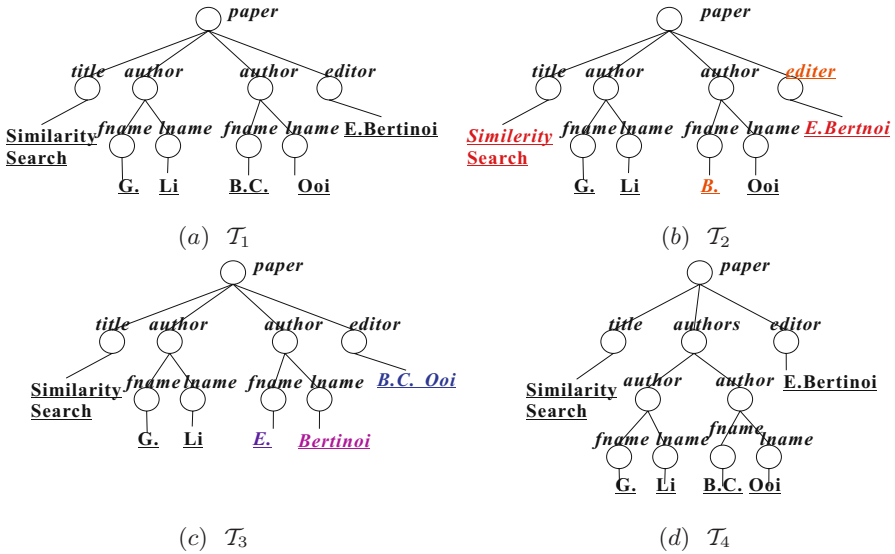 paper
title author author editor
Similarity Search
fname lname fname lname
E.Bertinoi
G. Li B.C. Ooi
(a) T1
paper
title author author editer
Similerity Search
fname lname fname lname
E.Bertnoi
G. Li B. Ooi
(b) T2
paper
title author author editor
Similarity Search
fname lname fname lname
B.C. Ooi
G. Li E. Bertinoi
(c) T3
paper
title authors editor
Similarity Search
author author
E.Bertinoi
fname lname fname lname
G. Li B.C. Ooi
(d) T4